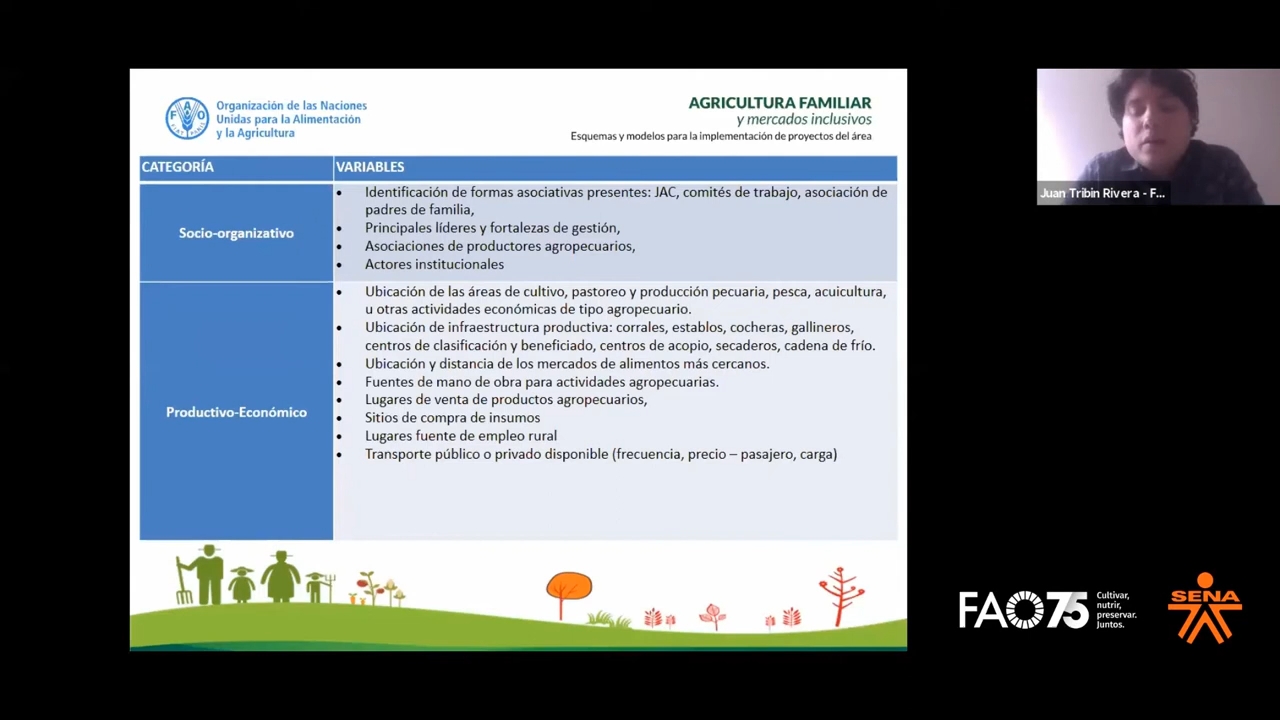 Organización de las Naciones
Unidas para la Alimentación
y la Agricultura
AGRICULTURA FAMILIAR
y mercados inclusivos
Esquemas y modelos para la implementación de proyectos del área
CATEGORÍA
VARIABLES
Socio-organizativo
• Identificación de formas asociativas presentes: JAC, comités de trabajo, asociación de
padres de familia,
• Principales líderes y fortalezas de gestión,
• Asociaciones de productores agropecuarios,
• Actores institucionales
Productivo-Económico
• Ubicación de las áreas de cultivo, pastoreo y producción pecuaria, pesca, acuicultura,
u otras actividades económicas de tipo agropecuario.
• Ubicación de infraestructura productiva: corrales, establos, cocheras, gallineros,
centros de clasificación y beneficiado, centros de acopio, secaderos, cadena de frío.
• Ubicación y distancia de los mercados de alimentos más cercanos.
• Fuentes de mano de obra para actividades agropecuarias.
• Lugares de venta de productos agropecuarios,
• Sitios de compra de insumos
• Lugares fuente de empleo rural
• Transporte público o privado disponible (frecuencia, precio – pasajero, carga)
Juan Tribin Rivera - F...
FAO75
Cultivar,
nutrir,
preservar.
Juntos.
SENA